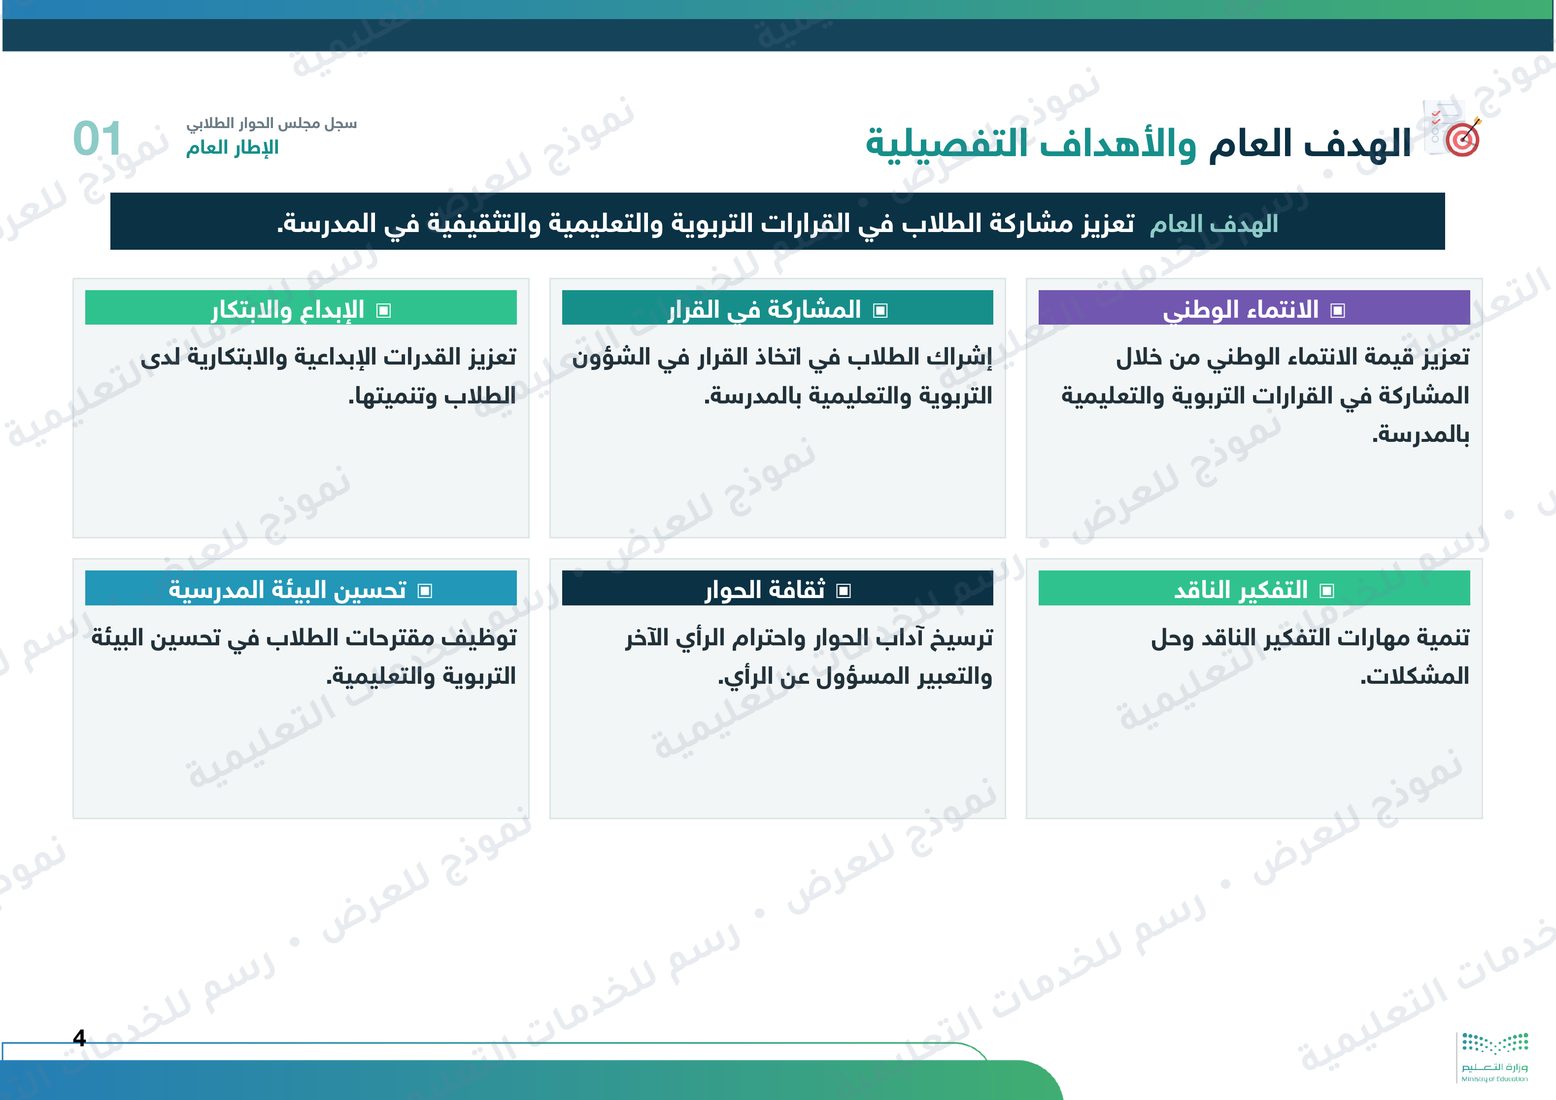 الهدف العام والأهداف التفصيلية
سجل مجلس الحوار الطلابي
الإطار العام
01
الهدف العام تعزيز مشاركة الطلاب في القرارات التربوية والتعليمية والتثقيفية في المدرسة.
▣ الانتماء الوطني
تعزيز قيمة الانتماء الوطني من خلال
المشاركة في القرارات التربوية والتعليمية
بالمدرسة.
▣ المشاركة في القرار
إشراك الطلاب في اتخاذ القرار في الشؤون
التربوية والتعليمية بالمدرسة.
▣ الإبداع والابتكار
تعزيز القدرات الإبداعية والابتكارية لدى
الطلاب وتنميتها.
▣ التفكير الناقد
تنمية مهارات التفكير الناقد وحل
المشكلات.
▣ ثقافة الحوار
ترسيخ آداب الحوار واحترام الرأي الآخر
والتعبير المسؤول عن الرأي.
▣ تحسين البيئة المدرسية
توظيف مقترحات الطلاب في تحسين البيئة
التربوية والتعليمية.
نموذج للعرض • رسم للخدمات التعليمية
4
وزارة التعليم
Ministry of Education